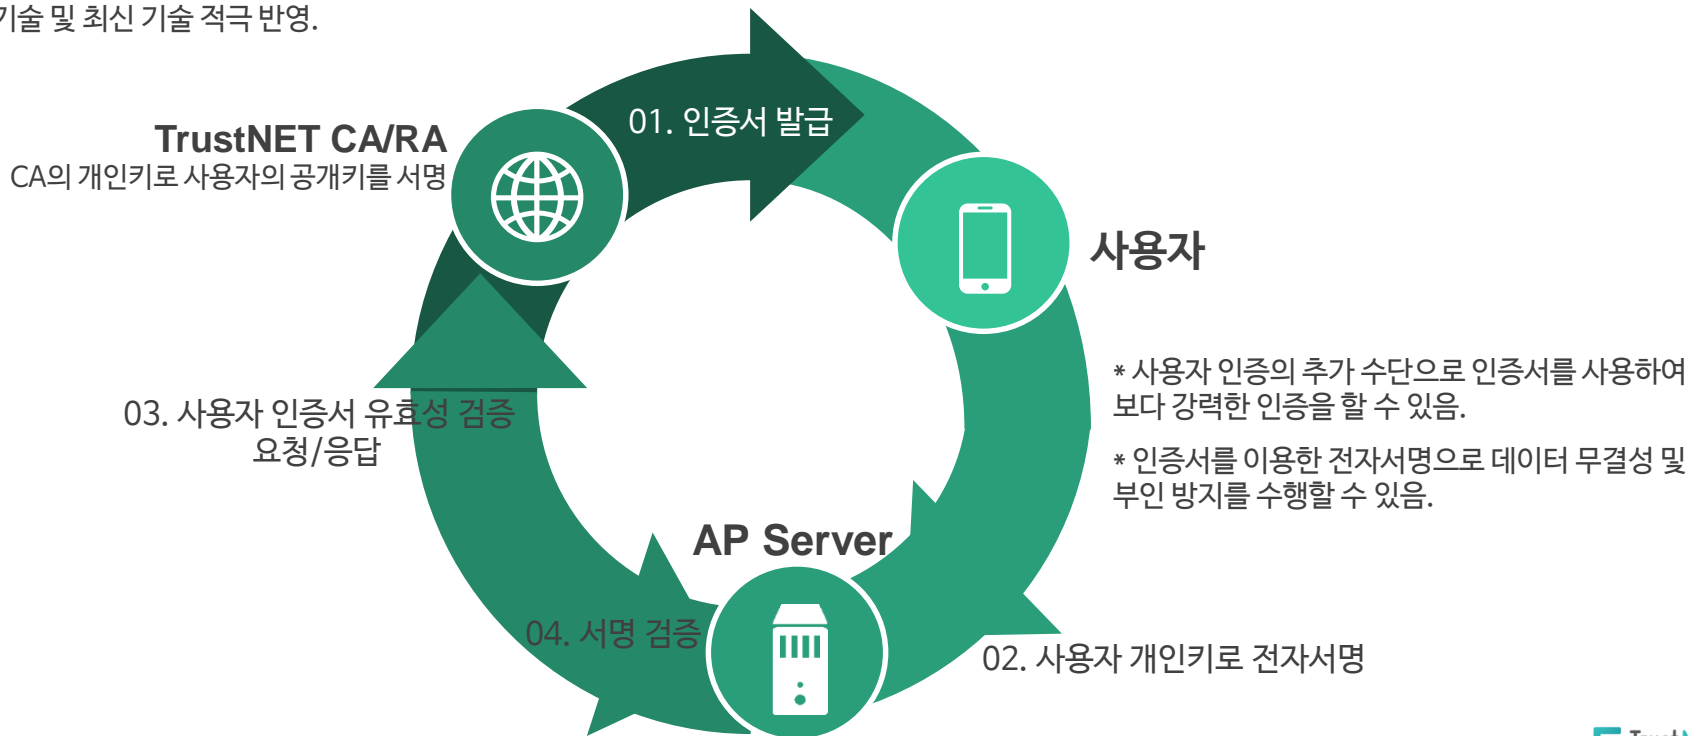 기술 및 최신 기술 적극 반영.
01. 인증서 발급
TrustNET CA/RA
CA의 개인키로 사용자의 공개키를 서명
사용자
* 사용자 인증의 추가 수단으로 인증서를 사용하여
보다 강력한 인증을 할 수 있음.
* 인증서를 이용한 전자서명으로 데이터 무결성 및
부인 방지를 수행할 수 있음.
03. 사용자 인증서 유효성 검증
요청/응답
AP Server
04. 서명 검증
02. 사용자 개인키로 전자서명